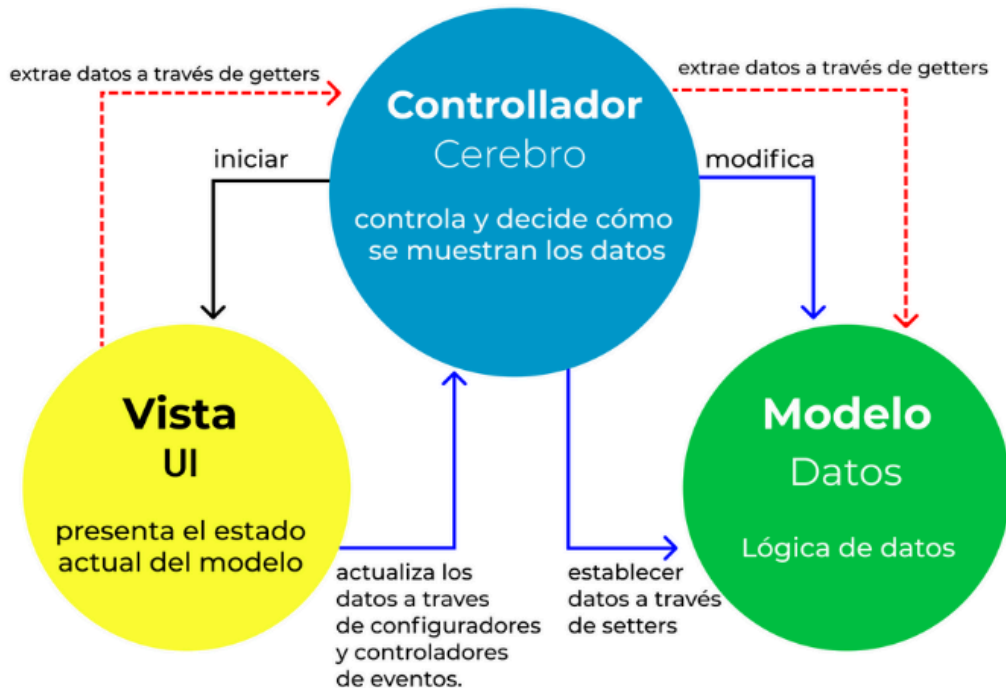 extrae datos a través de getters
extrae datos a través de getters
Controllador
Cerebro
controla y decide cómo
se muestran los datos
iniciar
modifica
Vista
UI
presenta el estado
actual del modelo
Modelo
Datos
Lógica de datos
actualiza los
datos a traves
de configuradores
y controladores
de eventos.
establecer
datos a través
de setters